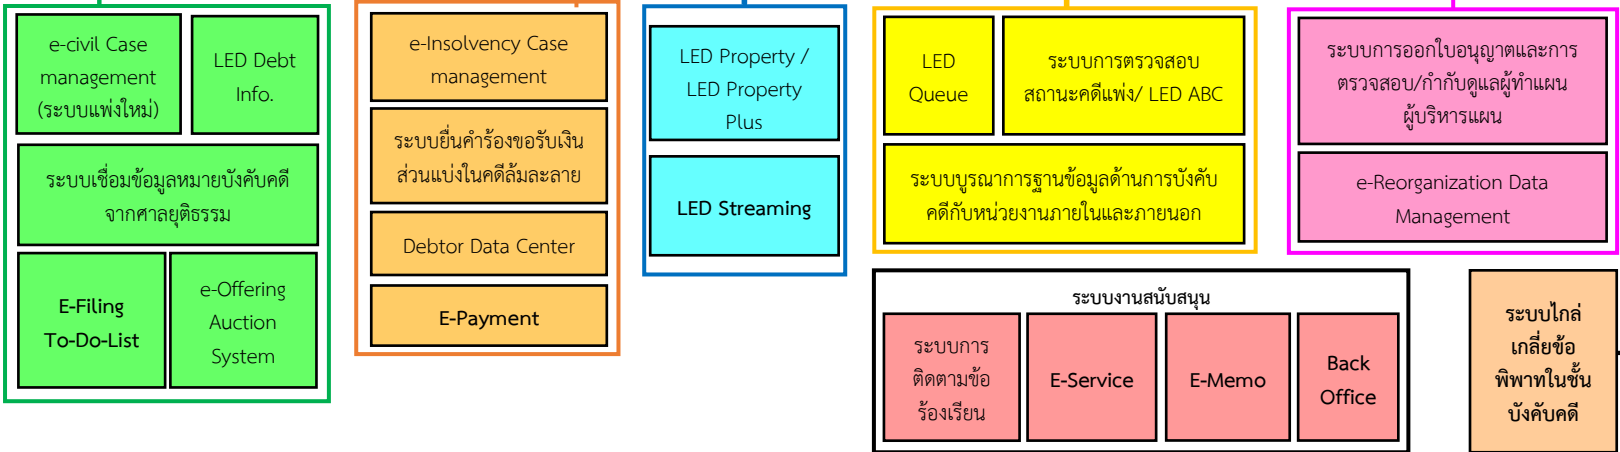 e-civil Case
management
(ระบบแพ่งใหม่)
LED Debt
Info.
ระบบเชื่อมข้อมูลหมายบังคับคดี
จากศาลยุติธรรม
E-Filing
To-Do-List
e-Offering
Auction
System
e-Insolvency Case
management
ระบบยื่นคำร้องขอรับเงิน
ส่วนแบ่งในคดีล้มละลาย
Debtor Data Center
E-Payment
LED Property /
LED Property
Plus
LED Streaming
LED
Queue
ระบบการตรวจสอบ
สถานะคดีแพ่ง/ LED ABC
ระบบบูรณาการฐานข้อมูลด้านการบังคับ
คดีกับหน่วยงานภายในและภายนอก
ระบบการออกใบอนุญาตและการ
ตรวจสอบ/กำกับดูแลผู้ทำแผน
ผู้บริหารแผน
e-Reorganization Data
Management
ระบบงานสนับสนุน
ระบบการ
ติดตามข้อ
ร้องเรียน
E-Service
E-Memo
Back
Office
ระบบไกล่
เกลี่ยข้อ
พิพาทในชั้น
บังคับคดี